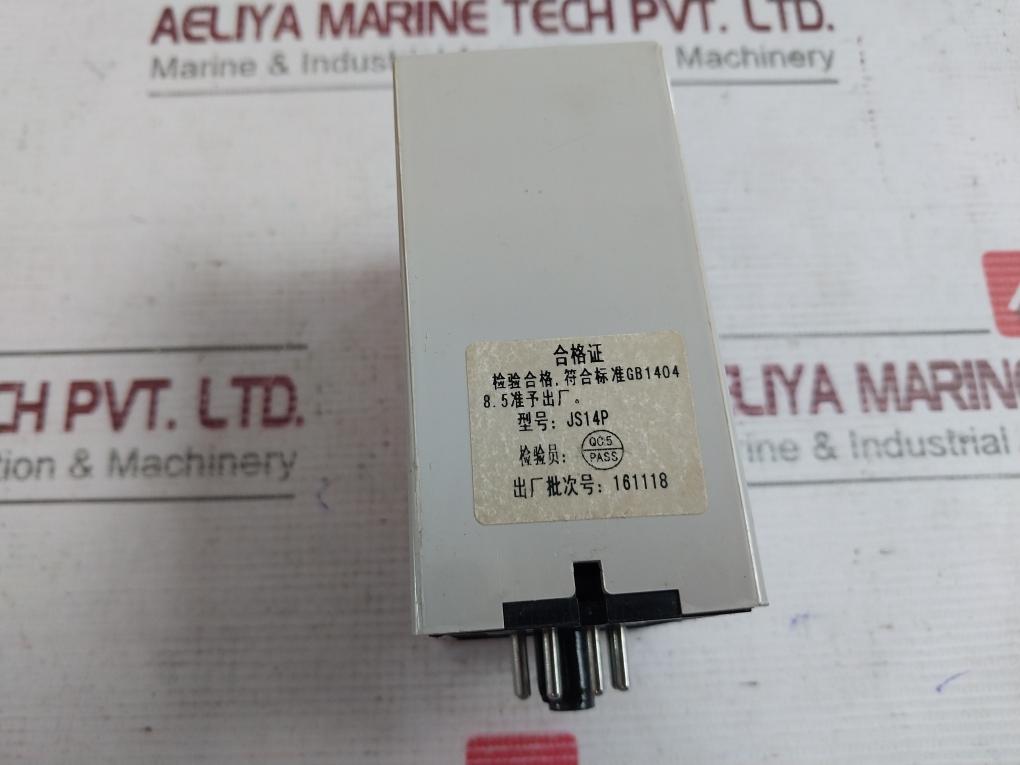 AELIYA MARINE TECH PVT. LTD.
Marine & Machinery
合格证
检验合格,符合标准GB1404
8.5准予出厂。
型号: JS14P
检验员: QC5
PASS
出厂批次号: 161118
CH PVT. LTD.
tion & Machinery
ELIYA MARIN
ine & Industrial